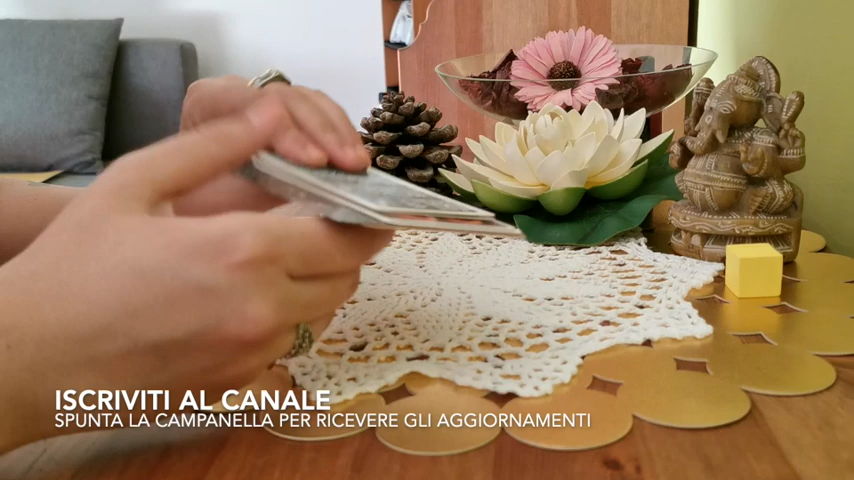 ISCRIVITI AL CANALE
SPUNTA LA CAMPANELLA PER RICEVERE GLI AGGIORNAMENTI